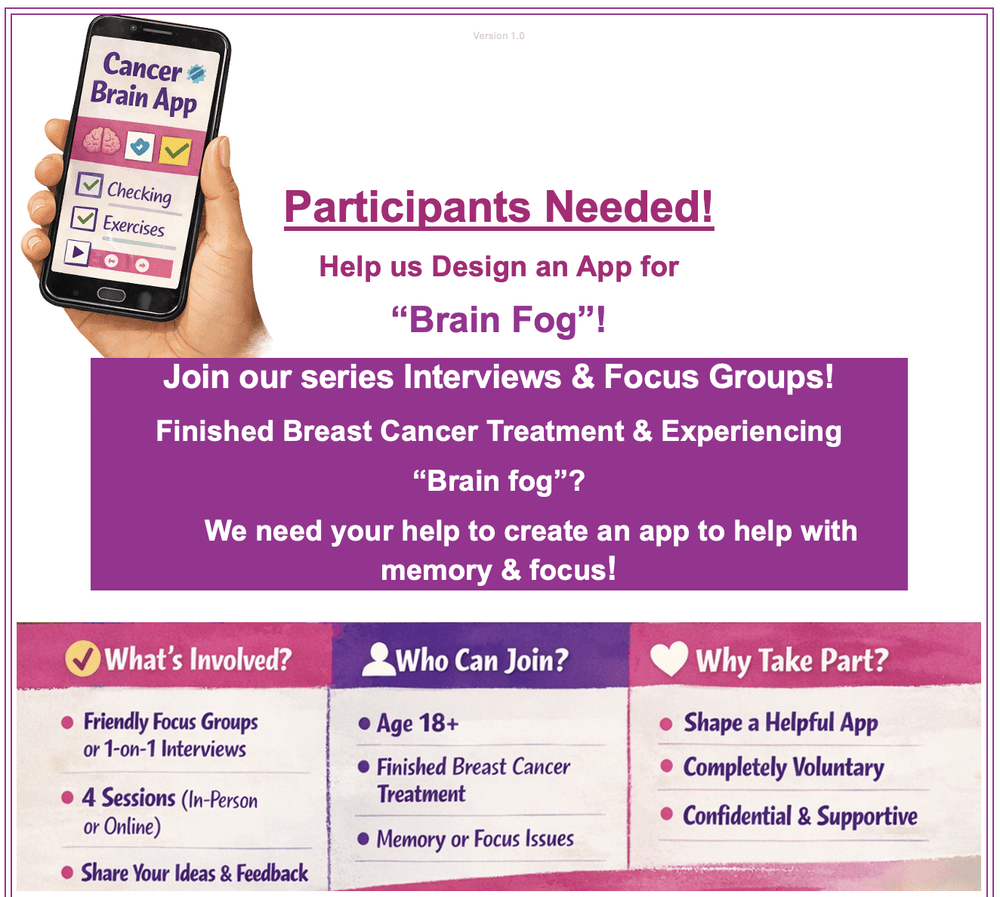 Version 1.0
Cancer
Brain App
Checking
Exercises
Participants Needed!
Help us Design an App for
“Brain Fog”!
Join our series Interviews & Focus Groups!
Finished Breast Cancer Treatment & Experiencing
“Brain fog”?
We need your help to create an app to help with
memory & focus!
What’s Involved?
Friendly Focus Groups
or 1-on-1 Interviews
4 Sessions (In-Person
or Online)
Share Your Ideas & Feedback
Who Can Join?
Age 18+
Finished Breast Cancer
Treatment
Memory or Focus Issues
Why Take Part?
Shape a Helpful App
Completely Voluntary
Confidential & Supportive